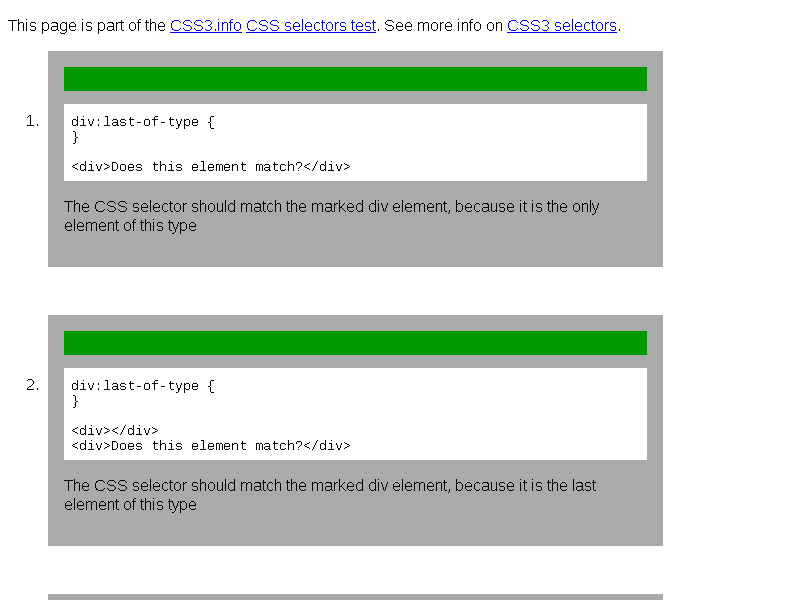 This page is part of the CSS3.info CSS selectors test. See more info on CSS3 selectors.
1.
div:last-of-type {
}
<div>Does this element match?</div>
The CSS selector should match the marked div element, because it is the only
element of this type
2.
div:last-of-type {
}
<div></div>
<div>Does this element match?</div>
The CSS selector should match the marked div element, because it is the last
element of this type